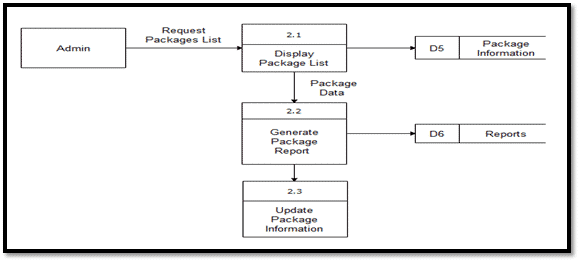 Request
Packages List
Admin
2.1
Display
Package List
D5
Package
Information
Package
Data
2.2
Generate
Package
Report
D6
Reports
2.3
Update
Package
Information